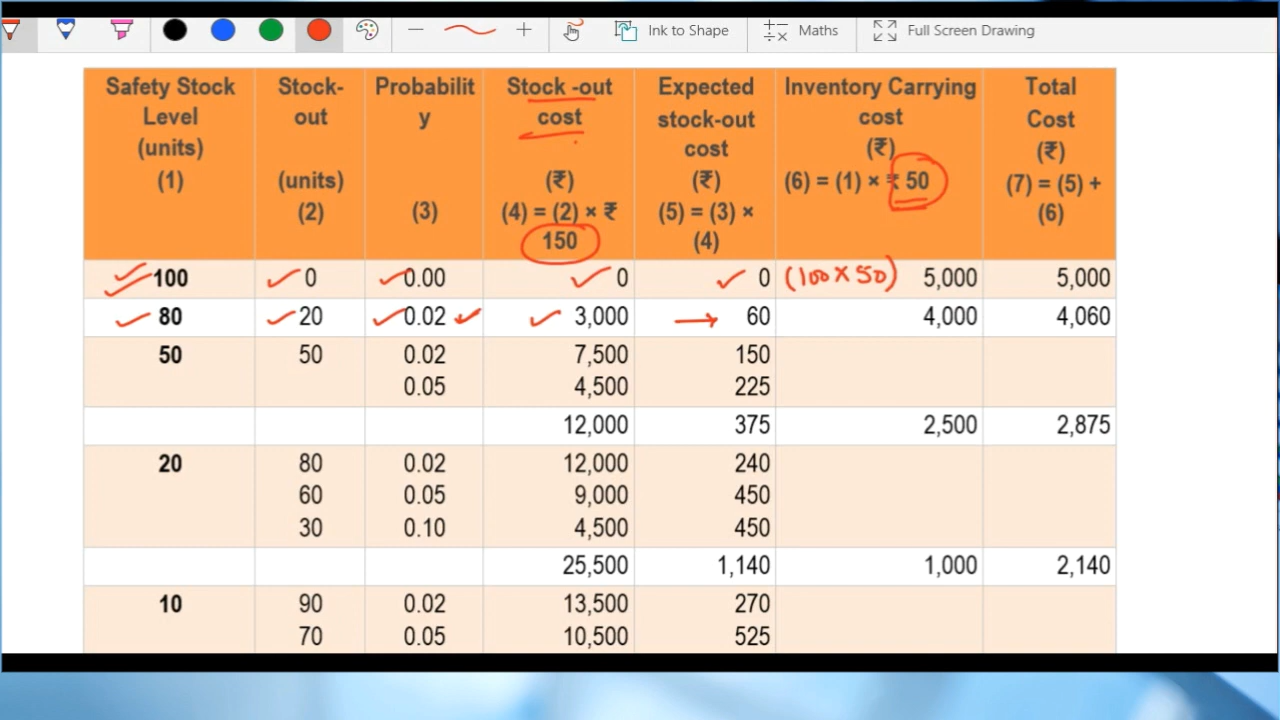 Ink to Shape Maths Full Screen Drawing
Safety Stock Level (units) (1) Stock-out (units) (2) Probability (3) Stock -out cost (₹) (4) = (2) × ₹ 150 Expected stock-out cost (₹) (5) = (3) × (4) Inventory Carrying cost (₹) (6) = (1) × ₹ 50 Total Cost (₹) (7) = (5) + (6)
100 0 0.00 0 0 (100 x 50) 5,000 5,000
80 20 0.02 3,000 60 4,000 4,060
50 50 0.02 7,500 150
0.05 4,500 225
12,000 375 2,500 2,875
20 80 0.02 12,000 240
60 0.05 9,000 450
30 0.10 4,500 450
25,500 1,140 1,000 2,140
10 90 0.02 13,500 270
70 0.05 10,500 525